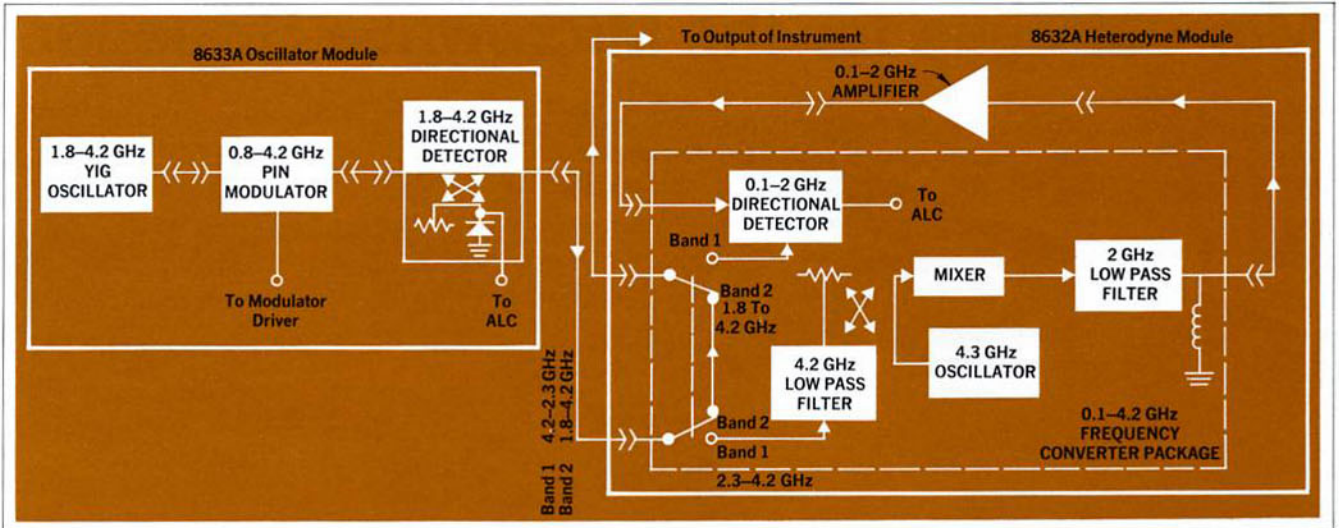 8633A Oscillator Module
1.8–4.2 GHz
YIG
OSCILLATOR
0.8–4.2 GHz
PIN
MODULATOR
1.8–4.2 GHz
DIRECTIONAL
DETECTOR
To Modulator
Driver
To
ALC
Band 1 4.2–2.3 GHz
Band 2 1.8–4.2 GHz
To Output of Instrument
8632A Heterodyne Module
0.1–2 GHz
AMPLIFIER
0.1–2 GHz
DIRECTIONAL
DETECTOR
To
ALC
Band 1
Band 2
1.8 To
4.2 GHz
MIXER
2 GHz
LOW PASS
FILTER
4.3 GHz
OSCILLATOR
4.2 GHz
LOW PASS
FILTER
Band 2
Band 1
2.3–4.2 GHz
0.1–4.2 GHz
FREQUENCY
CONVERTER PACKAGE